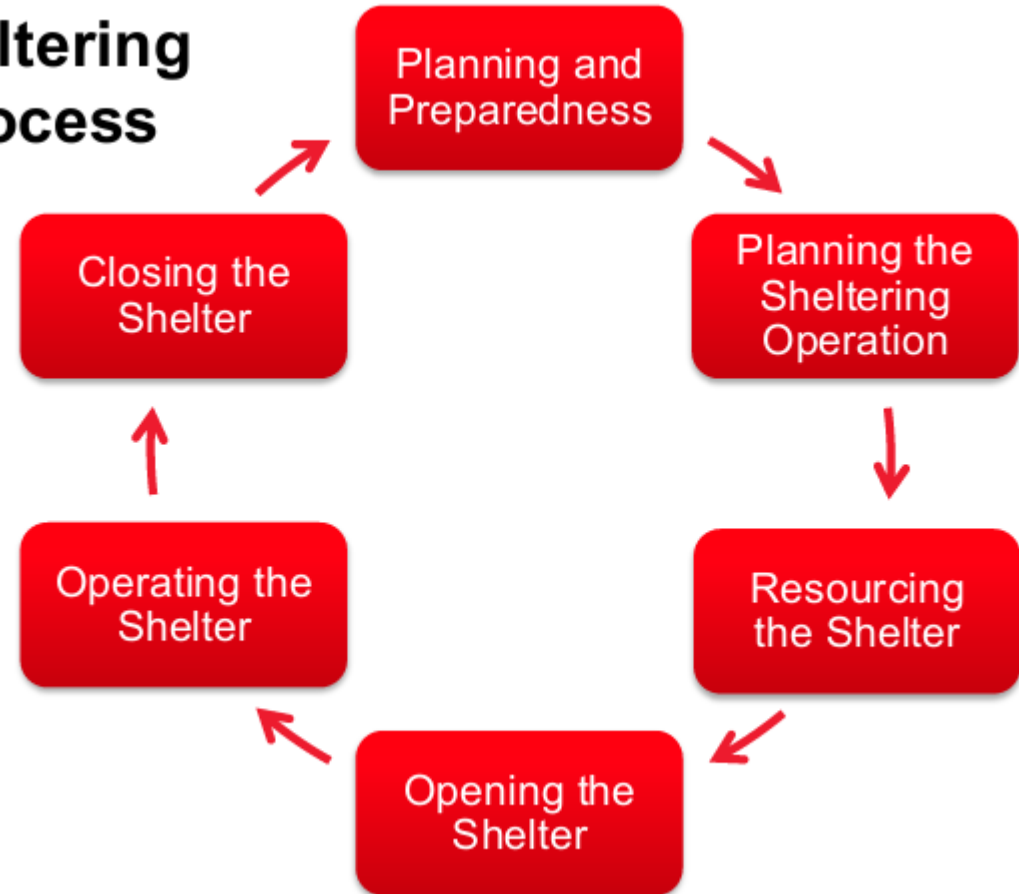 ltering
ocess
Planning and
Preparedness
Planning the
Sheltering
Operation
Resourcing
the Shelter
Opening the
Shelter
Operating the
Shelter
Closing the
Shelter